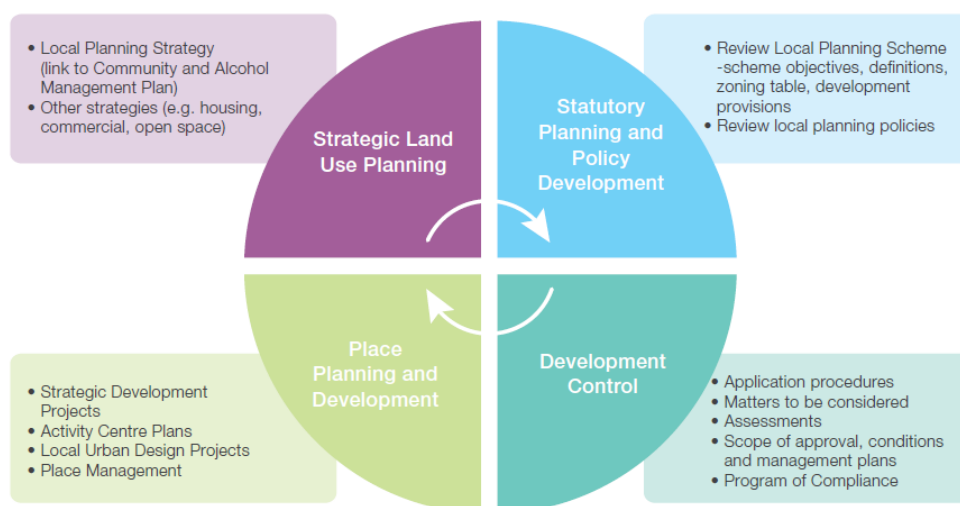 • Local Planning Strategy
(link to Community and Alcohol
Management Plan)
• Other strategies (e.g. housing,
commercial, open space)
Strategic Land
Use Planning
Statutory
Planning and
Policy
Development
• Review Local Planning Scheme
-scheme objectives, definitions,
zoning table, development
provisions
• Review local planning policies
• Strategic Development
Projects
• Activity Centre Plans
• Local Urban Design Projects
• Place Management
Place
Planning and
Development
Development
Control
• Application procedures
• Matters to be considered
• Assessments
• Scope of approval, conditions
and management plans
• Program of Compliance